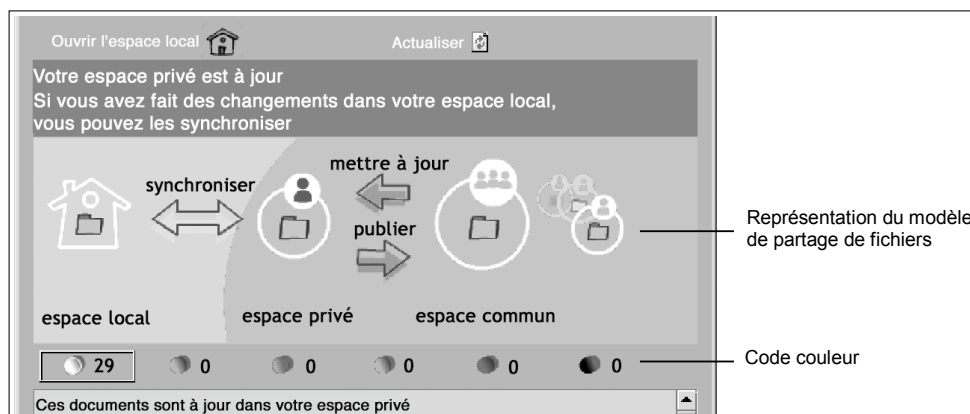 Ouvrir l'espace local
Actualiser
Votre espace privé est à jour
Si vous avez fait des changements dans votre espace local,
vous pouvez les synchroniser
mettre à jour
synchroniser
publier
espace local
espace privé
espace commun
Représentation du modèle
de partage de fichiers
29
0
0
0
0
0
Code couleur
Ces documents sont à jour dans votre espace privé